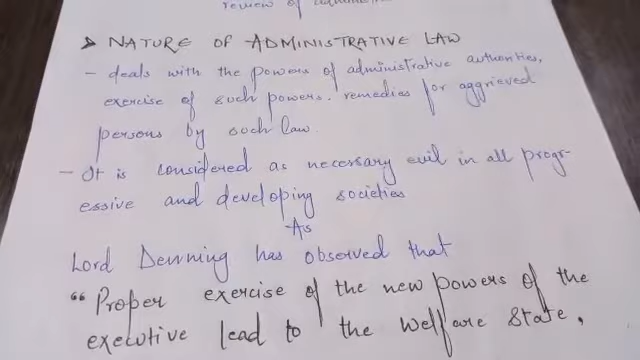 review of
➤ NATURE OF ADMINISTRATIVE LAW
- deals with the powers of administrative authorities,
exercise of such powers. remedies for aggrieved
persons by such law.
- It is considered as necessary evil in all progr-
essive and developing societies
As
Lord Denning has observed that
"Proper exercise of the new powers of the
executive lead to the welfare State,